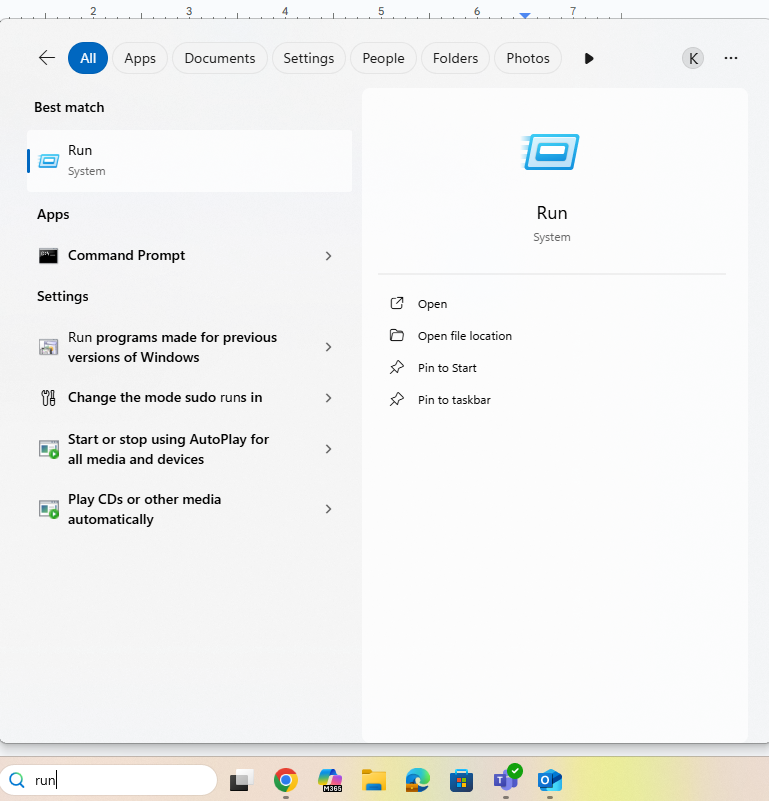 2 3 4 5 6 7
All Apps Documents Settings People Folders Photos K
Best match
Run
System
Apps
Command Prompt
Settings
Run programs made for previous
versions of Windows
Change the mode sudo runs in
Start or stop using AutoPlay for
all media and devices
Play CDs or other media
automatically
Run
System
Open
Open file location
Pin to Start
Pin to taskbar
run
M365
T
O